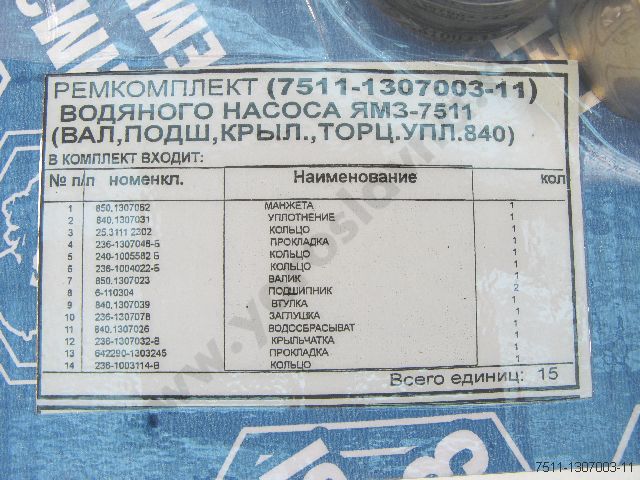 РЕМКОМПЛЕКТ (7511-1307003-11)
ВОДЯНОГО НАСОСА ЯМЗ-7511
(ВАЛ,ПОДШ,КРЫЛ.,ТОРЦ.УПЛ.840)
В КОМПЛЕКТ ВХОДИТ:
№ п/п номенкл. Наименование кол
1 850,1307062 МАНЖЕТА 1
2 840,1307031 УПЛОТНЕНИЕ 1
3 25,3111 2302 КОЛЬЦО 1
4 236-1307048-Б ПРОКЛАДКА 1
5 240-1005582 Б КОЛЬЦО 1
6 236-1004022-Б КОЛЬЦО 1
7 850,1307023 ВАЛИК 1
8 6-110304 ПОДШИПНИК 2
9 840,1307039 ВТУЛКА 1
10 236-1307078 ЗАГЛУШКА 1
11 840,1307026 ВОДОСБРАСЫВАТ 1
12 236-1307032-В КРЫЛЬЧАТКА 1
13 642290-1303245 ПРОКЛАДКА 1
14 236-1003114-В КОЛЬЦО 1
Всего единиц: 15
7511-1307003-11